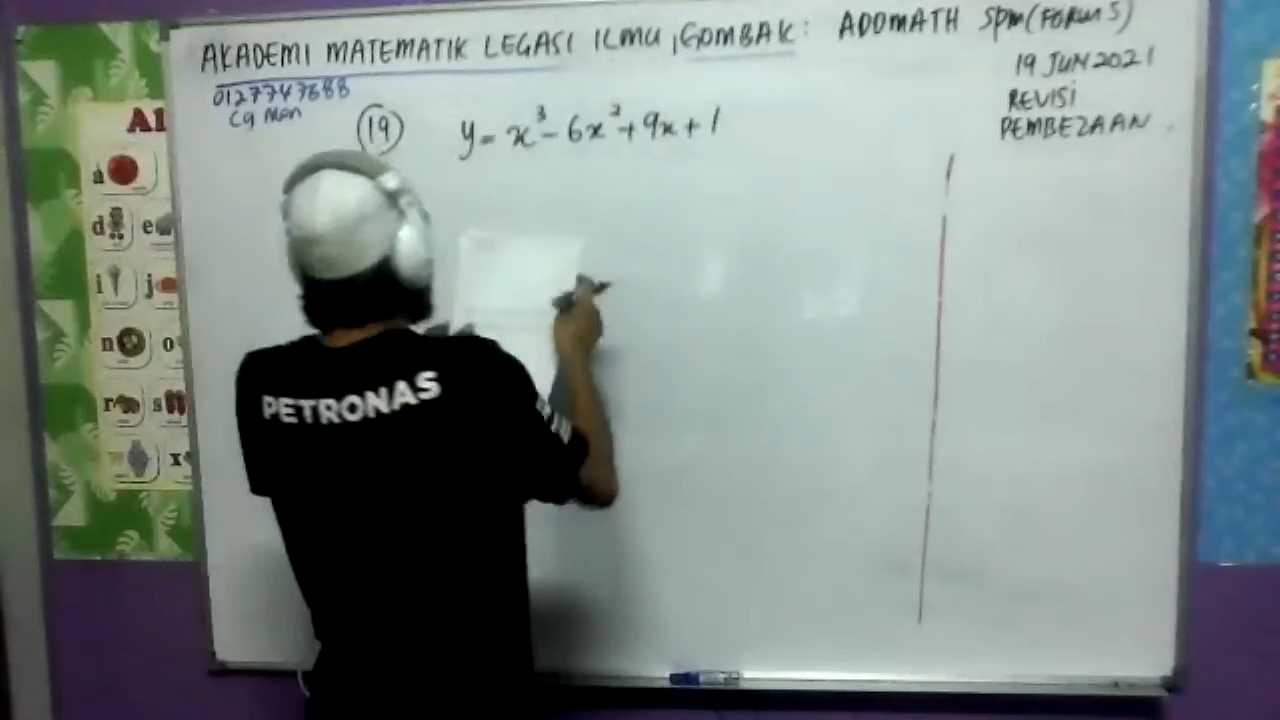 AKADEMI MATEMATIK LEGASI ILMU, GOMBAK: ADDMATH SPM (FORM 5)
0127747688
Cg Man
19 JUN 2021
REVISI
PEMBEZAAN.
19 y = x³ - 6x² + 9x + 1
PETRONAS
A
a
d e
i j
n o
r s
w x